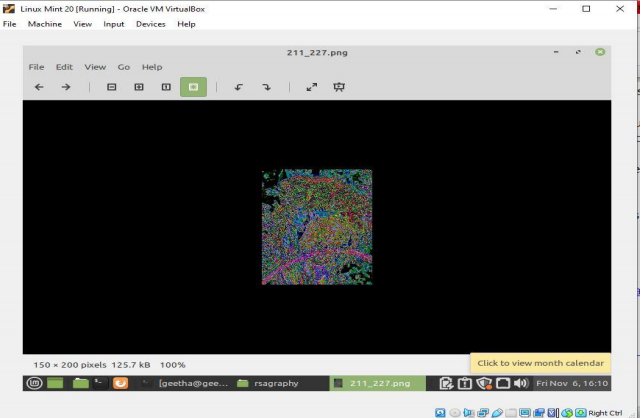 Linux Mint 20 [Running] - Oracle VM VirtualBox
File Machine View Input Devices Help
211_227.png
File Edit View Go Help
150 × 200 pixels 125.7 kB 100%
Click to view month calendar
[geetha@gee... rsagraphy 211_227.png Fri Nov 6, 16:10
Right Ctrl